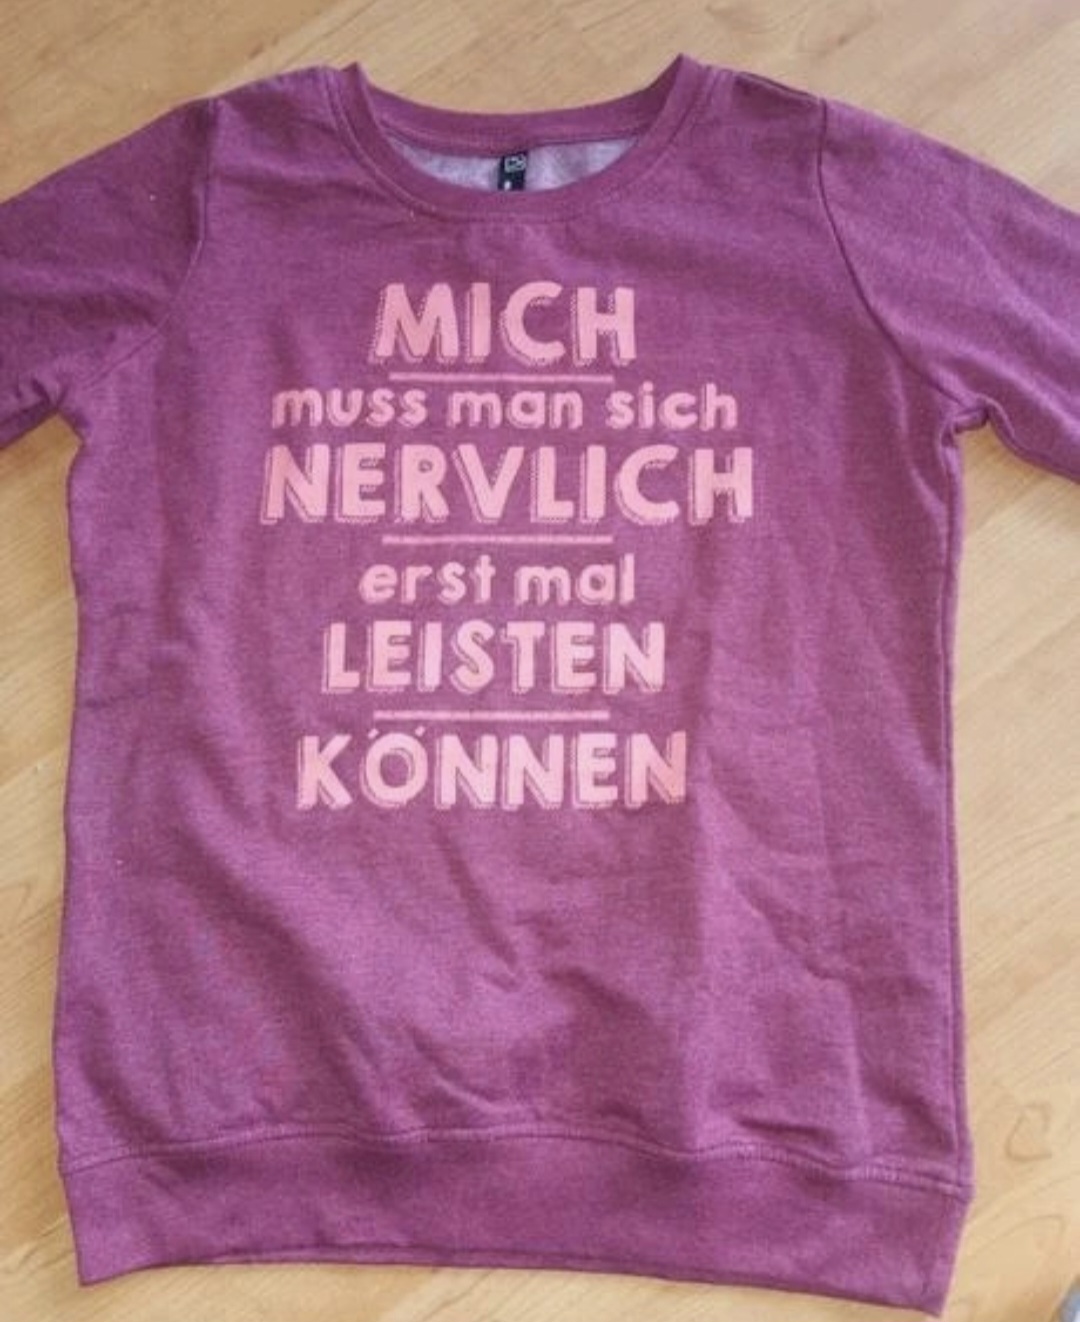 MICH
muss man sich
NERVLICH
erst mal
LEISTEN
KÖNNEN